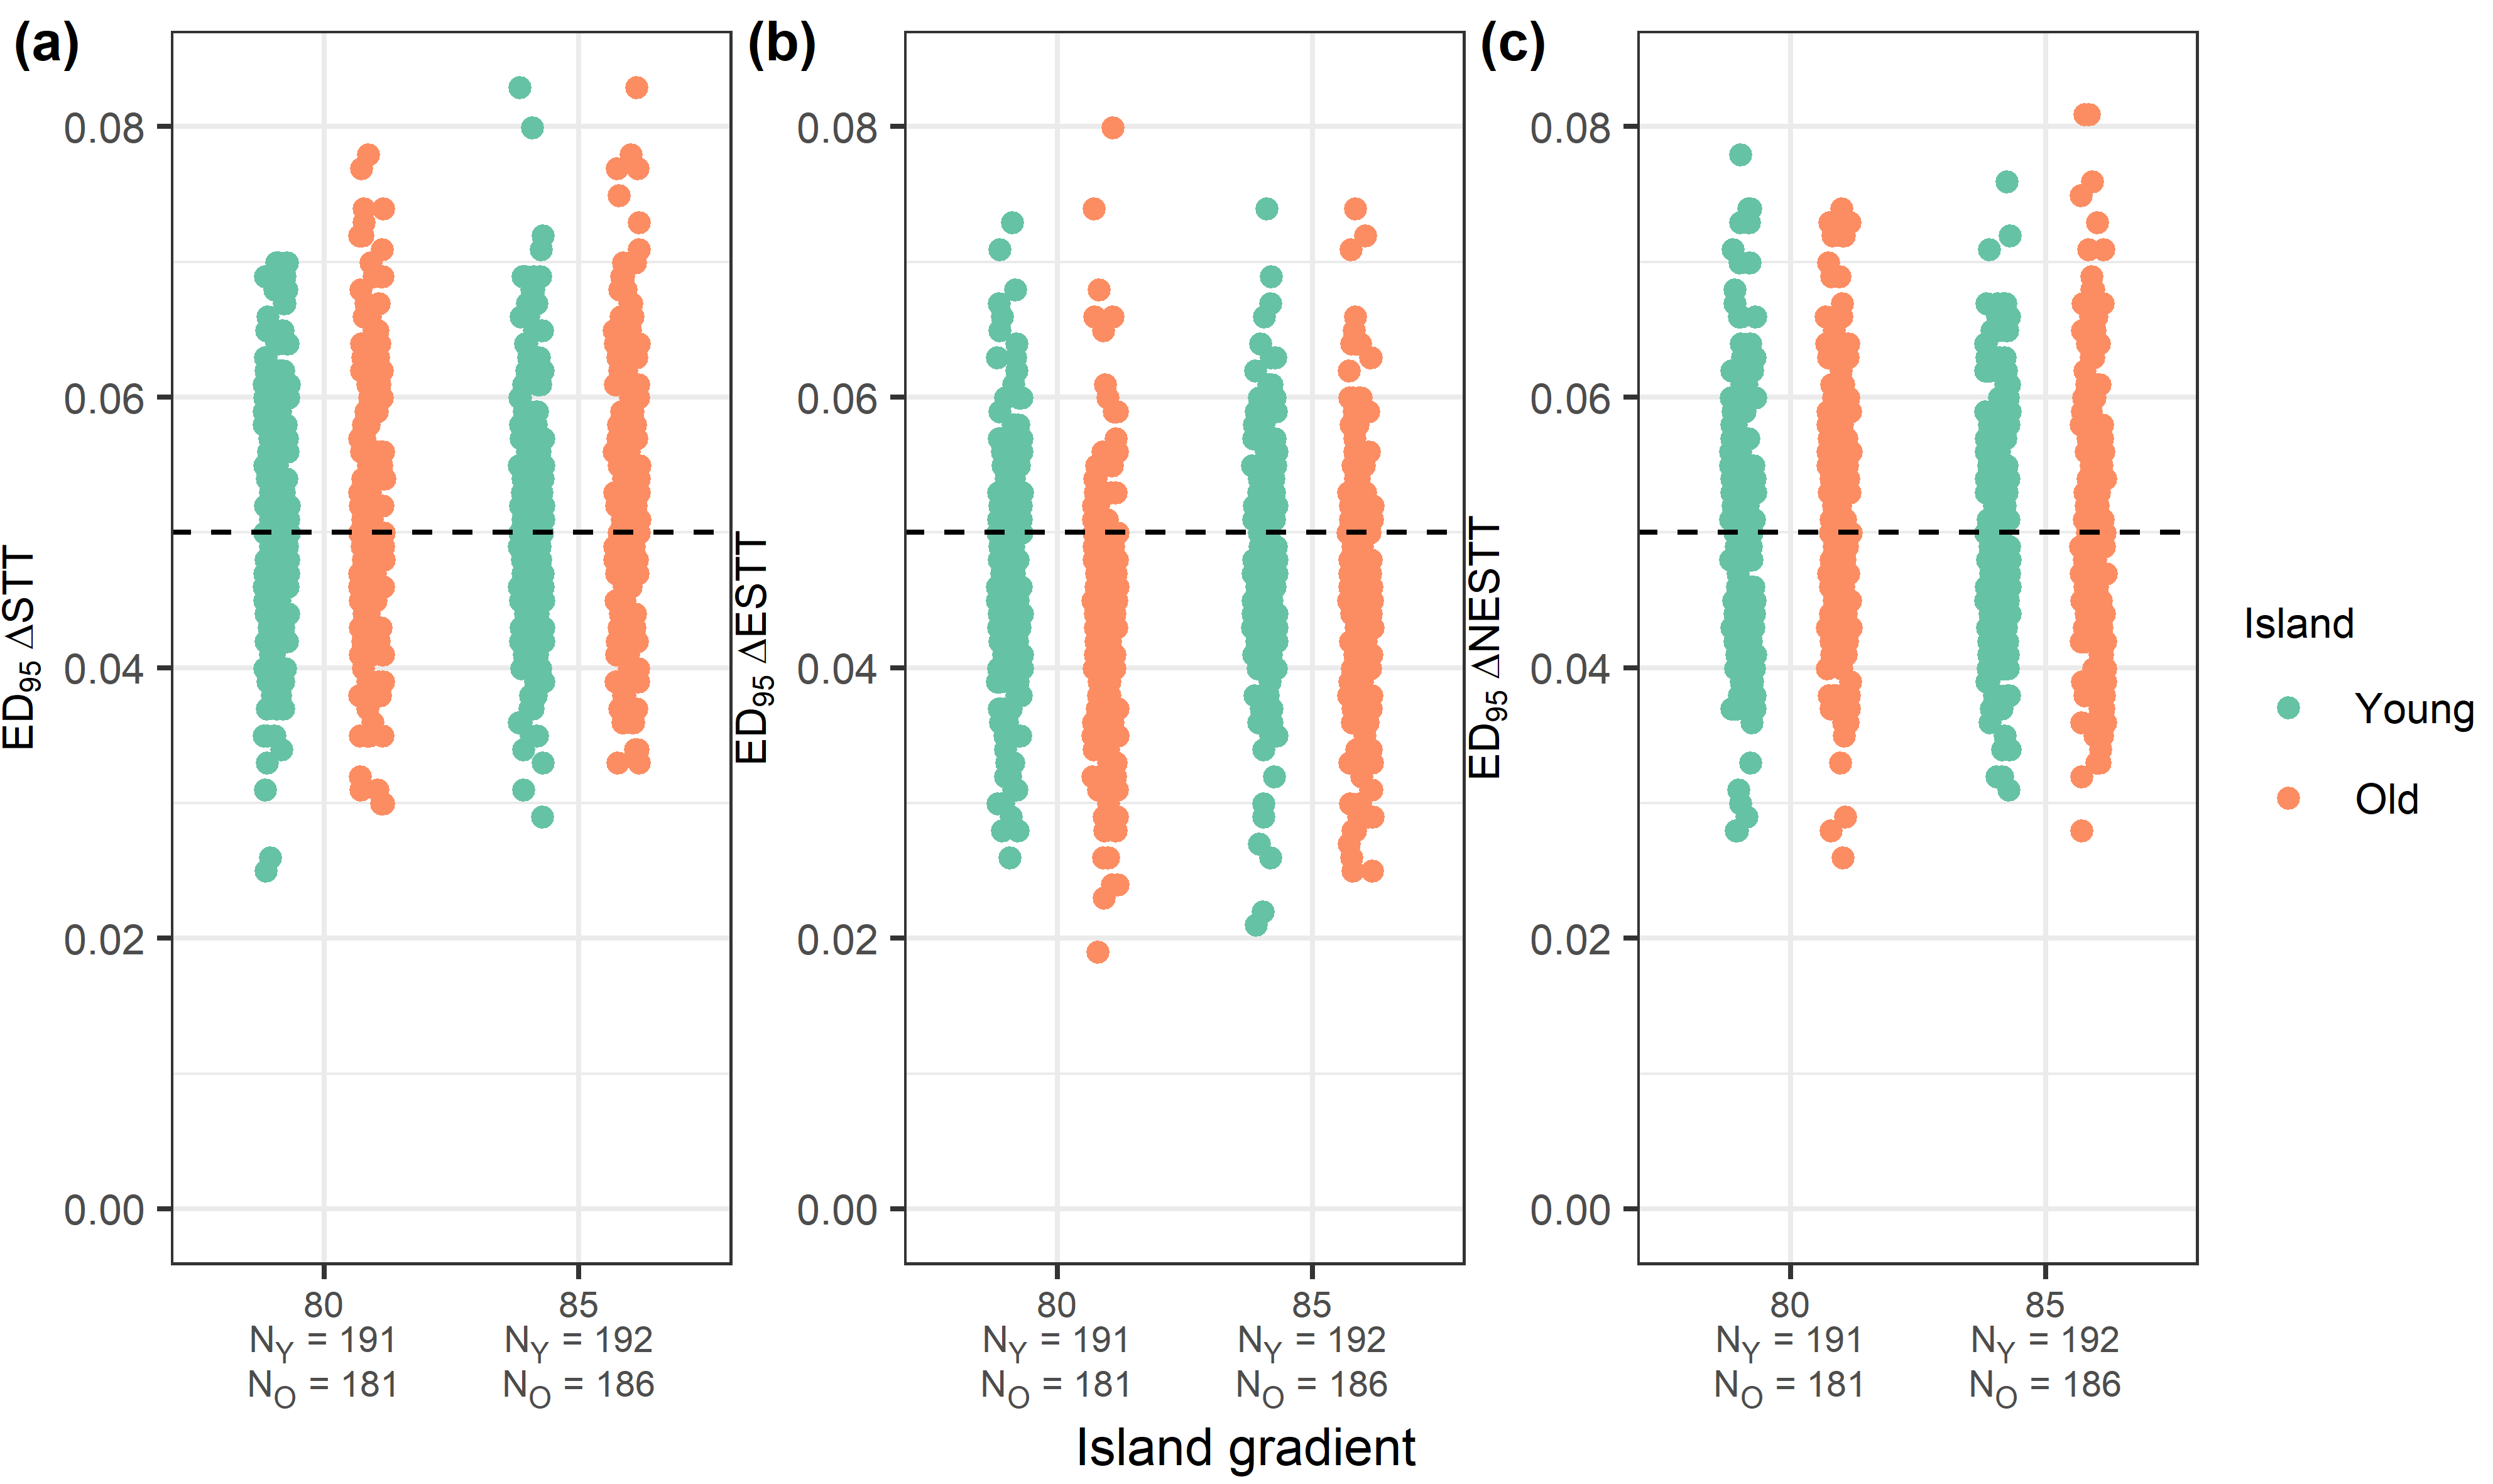 (a)
ED95 ΔSTT
0.08
0.06
0.04
0.02
0.00
80
NY = 191
NO = 181
85
NY = 192
NO = 186
(b)
ED95 ΔESTT
0.08
0.06
0.04
0.02
0.00
80
NY = 191
NO = 181
85
NY = 192
NO = 186
(c)
ED95 ΔNESTT
0.08
0.06
0.04
0.02
0.00
80
NY = 191
NO = 181
85
NY = 192
NO = 186
Island gradient
Island
Young
Old